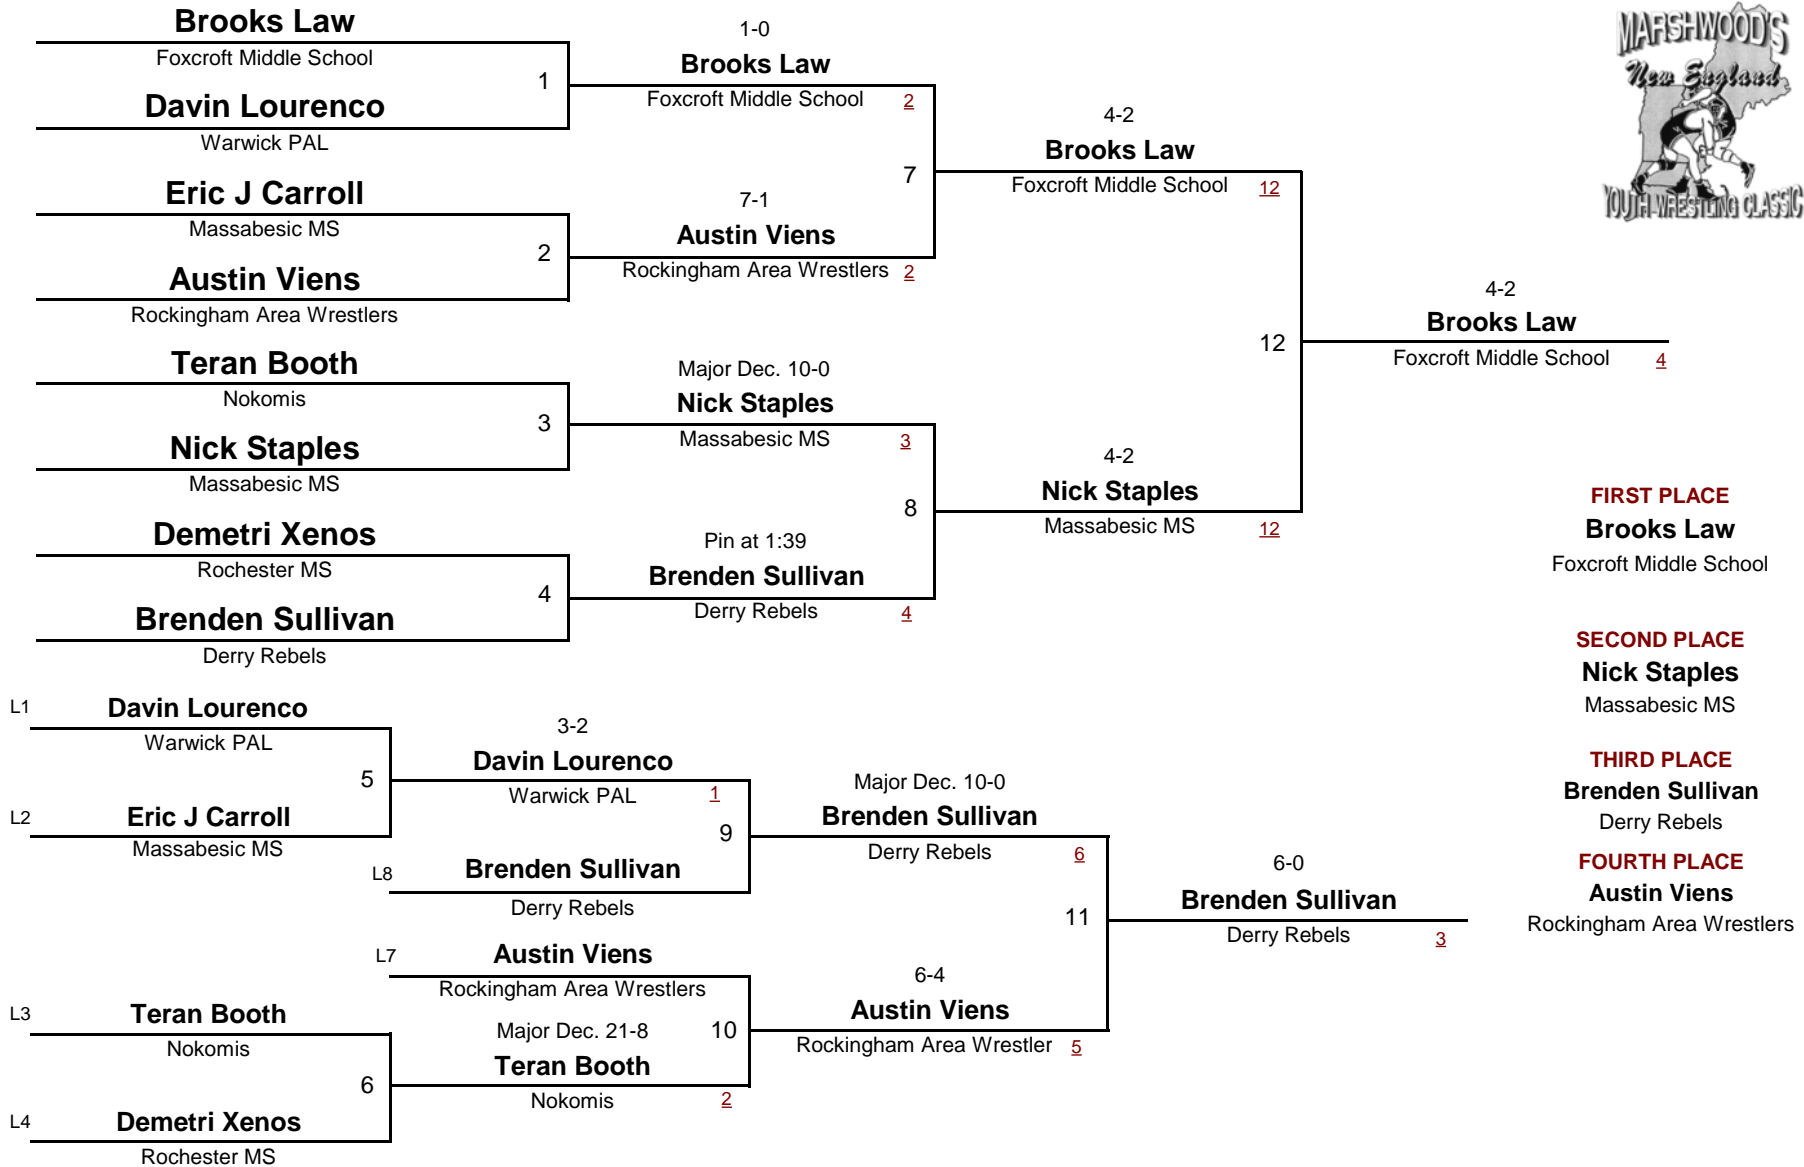 Brooks Law
Foxcroft Middle School
1
Davin Lourenco
Warwick PAL
Eric J Carroll
Massabesic MS
2
Austin Viens
Rockingham Area Wrestlers
Teran Booth
Nokomis
3
Nick Staples
Massabesic MS
Demetri Xenos
Rochester MS
4
Brenden Sullivan
Derry Rebels
1-0
Brooks Law
Foxcroft Middle School 2
7
7-1
Austin Viens
Rockingham Area Wrestlers 2
Major Dec. 10-0
Nick Staples
Massabesic MS 3
8
Pin at 1:39
Brenden Sullivan
Derry Rebels 4
4-2
Brooks Law
Foxcroft Middle School 12
12
4-2
Nick Staples
Massabesic MS 12
4-2
Brooks Law
Foxcroft Middle School 4
MARSHWOOD'S
New England
YOUTH WRESTLING CLASSIC
FIRST PLACE
Brooks Law
Foxcroft Middle School
SECOND PLACE
Nick Staples
Massabesic MS
THIRD PLACE
Brenden Sullivan
Derry Rebels
FOURTH PLACE
Austin Viens
Rockingham Area Wrestlers
L1 Davin Lourenco
Warwick PAL
5
L2 Eric J Carroll
Massabesic MS
3-2
Davin Lourenco
Warwick PAL 1
9
L8 Brenden Sullivan
Derry Rebels
L7 Austin Viens
Rockingham Area Wrestlers
L3 Teran Booth
Nokomis
6
L4 Demetri Xenos
Rochester MS
Major Dec. 21-8 10
Teran Booth
Nokomis 2
Major Dec. 10-0
Brenden Sullivan
Derry Rebels 6
11
6-4
Austin Viens
Rockingham Area Wrestler 5
6-0
Brenden Sullivan
Derry Rebels 3